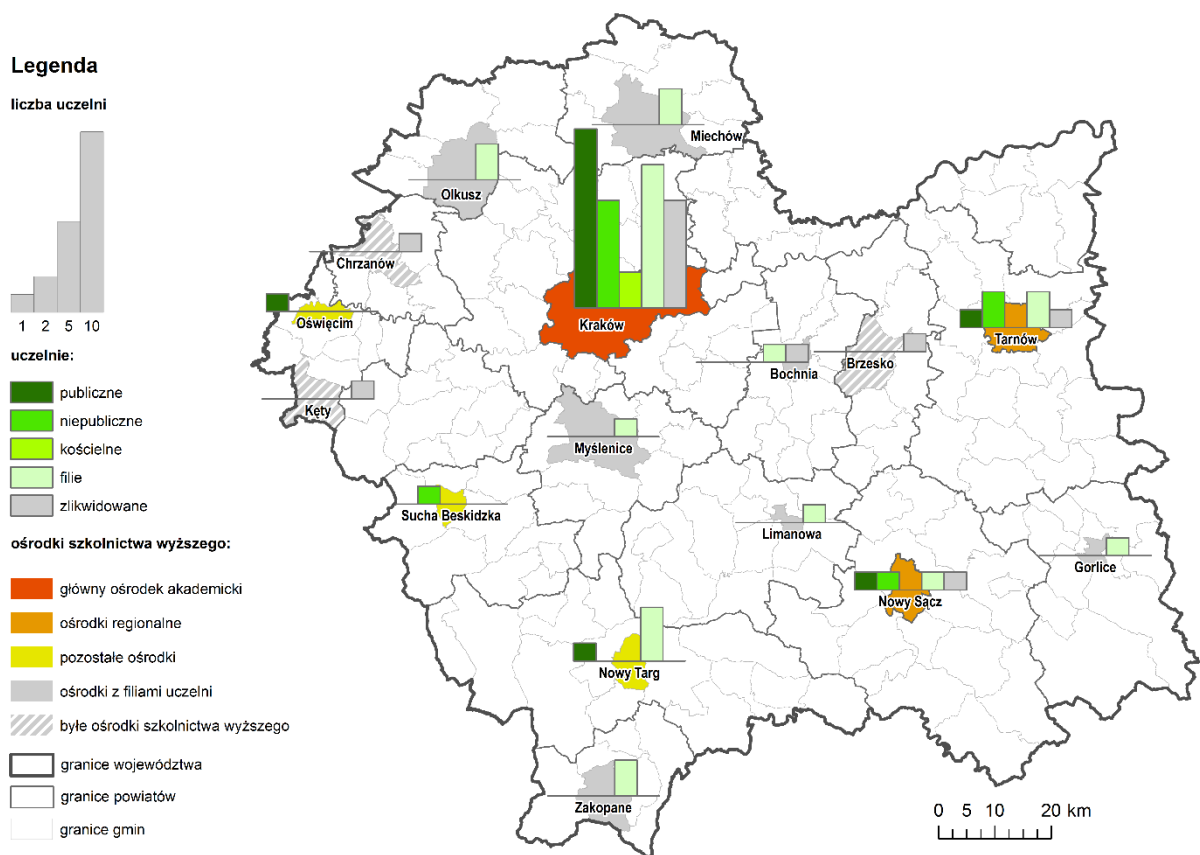 Legenda
liczba uczelni
1 2 5 10
uczelnie:
publiczne
niepubliczne
kościelne
filie
zlikwidowane
ośrodki szkolnictwa wyższego:
główny ośrodek akademicki
ośrodki regionalne
pozostałe ośrodki
ośrodki z filiami uczelni
byłe ośrodki szkolnictwa wyższego
granice województwa
granice powiatów
granice gmin
Miechów
Olkusz
Chrzanów
Oświęcim
Kraków
Tarnów
Bochnia
Brzesko
Kęty
Myślenice
Sucha Beskidzka
Limanowa
Gorlice
Nowy Sącz
Nowy Targ
Zakopane
0 5 10 20 km